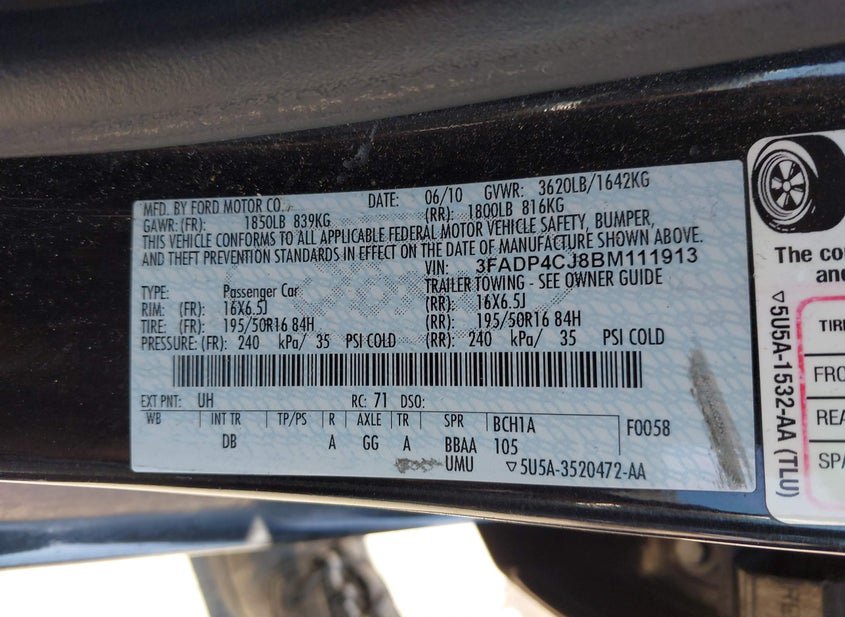 MFD. BY FORD MOTOR CO. DATE: 06/10 GVWR: 3620LB/1642KG
GAWR: (FR): 1850LB 839KG (RR): 1800LB 816KG
THIS VEHICLE CONFORMS TO ALL APPLICABLE FEDERAL MOTOR VEHICLE SAFETY, BUMPER,
AND THEFT PREVENTION STANDARDS IN EFFECT ON THE DATE OF MANUFACTURE SHOWN ABOVE.
VIN: 3FADP4CJ8BM111913
TYPE: Passenger Car TRAILER TOWING - SEE OWNER GUIDE
RIM: (FR): 16X6.5J (RR): 16X6.5J
TIRE: (FR): 195/50R16 84H (RR): 195/50R16 84H
PRESSURE: (FR): 240 kPa/ 35 PSI COLD (RR): 240 kPa/ 35 PSI COLD
EXT PNT: UH RC: 71 DSO:
WB INT TR TP/PS R AXLE TR SPR BCH1A F0058
DB A GG A BBAA 105
UMU ▽5U5A-3520472-AA
The co
an
▽5U5A-1532-AA (TLU)
TIR
FRO
REA
SPA